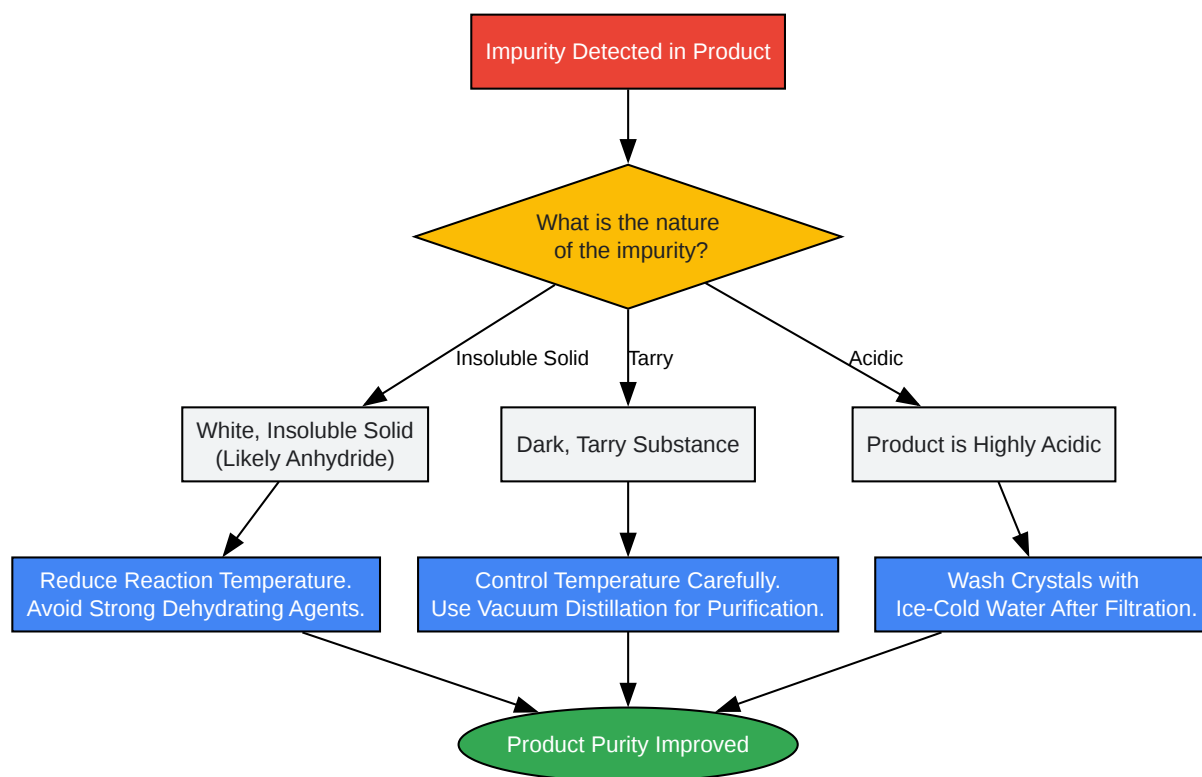 Impurity Detected in Product
What is the nature
of the impurity?
Insoluble Solid
Tarry
Acidic
White, Insoluble Solid
(Likely Anhydride)
Dark, Tarry Substance
Product is Highly Acidic
Reduce Reaction Temperature.
Avoid Strong Dehydrating Agents.
Control Temperature Carefully.
Use Vacuum Distillation for Purification.
Wash Crystals with
Ice-Cold Water After Filtration.
Product Purity Improved